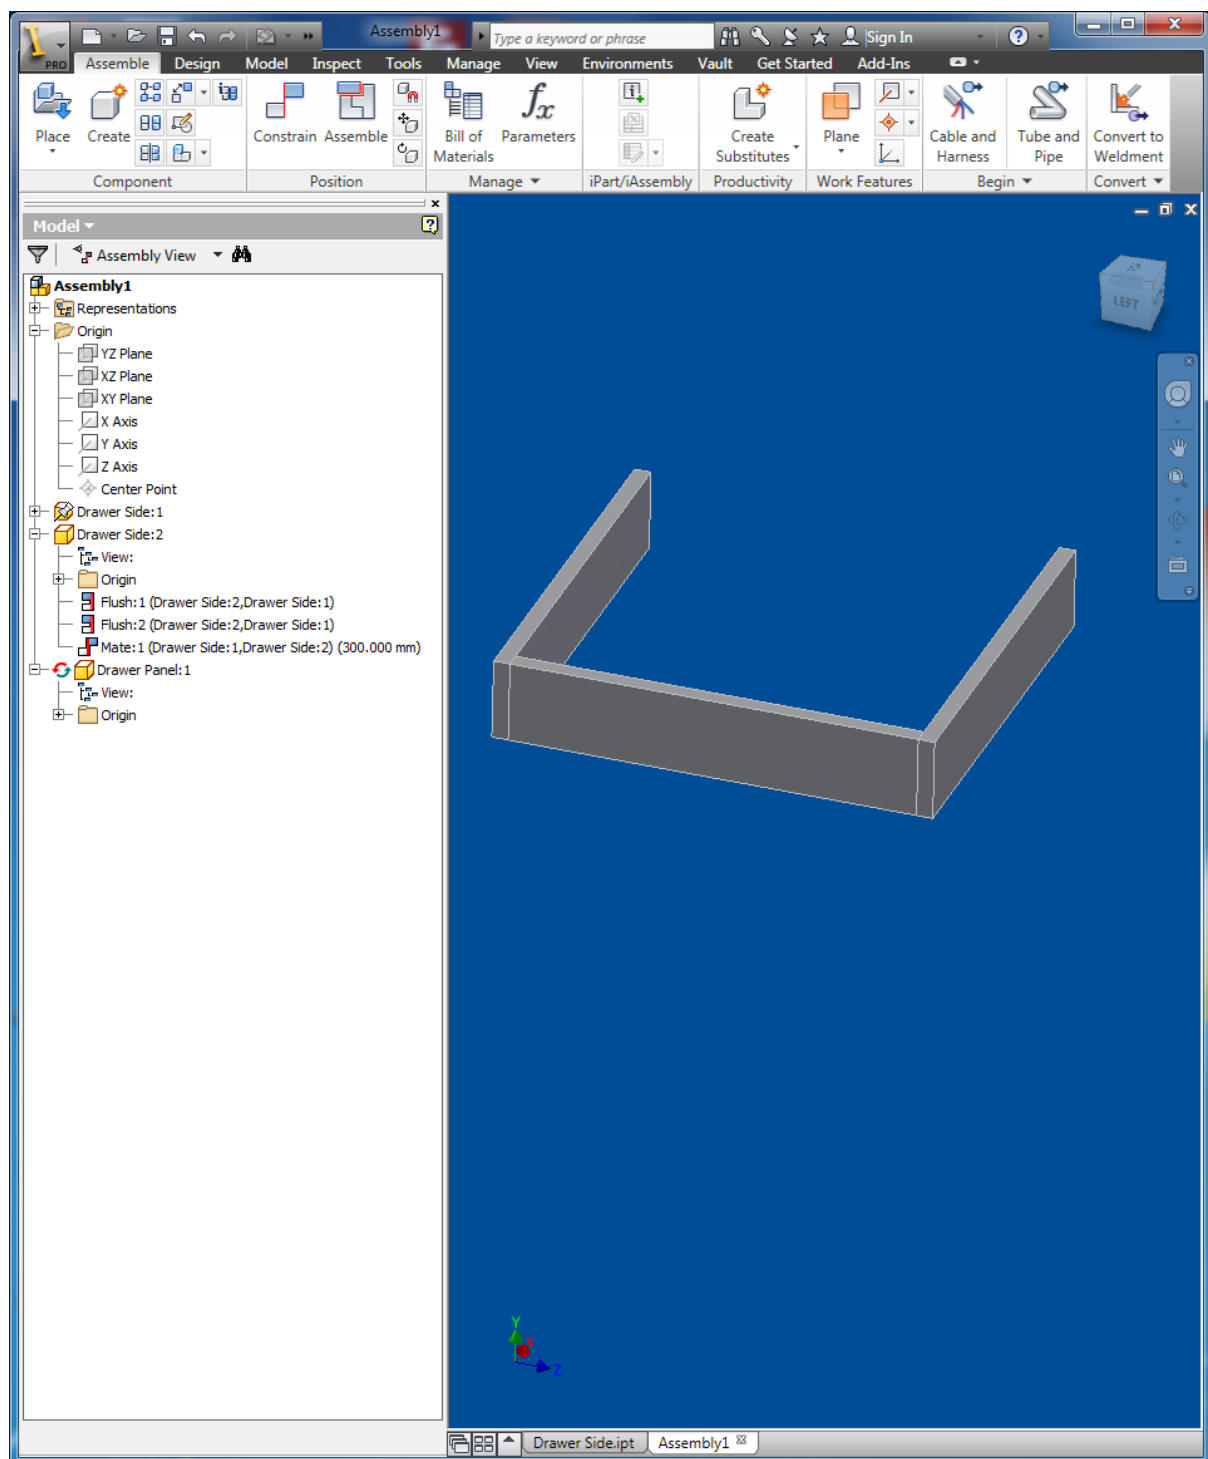 Assembly1
Type a keyword or phrase
Sign In
PRO
Assemble Design Model Inspect Tools Manage View Environments Vault Get Started Add-Ins
Place Create Constrain Assemble Bill of Materials Parameters Create Substitutes Plane Cable and Harness Tube and Pipe Convert to Weldment
Component Position Manage iPart/iAssembly Productivity Work Features Begin Convert
Model
Assembly View
Assembly1
Representations
Origin
YZ Plane
XZ Plane
XY Plane
X Axis
Y Axis
Z Axis
Center Point
Drawer Side:1
Drawer Side:2
View:
Origin
Flush:1 (Drawer Side:2,Drawer Side:1)
Flush:2 (Drawer Side:2,Drawer Side:1)
Mate:1 (Drawer Side:1,Drawer Side:2) (300.000 mm)
Drawer Panel:1
View:
Origin
LEFT
Y
X
Z
Drawer Side.ipt Assembly1